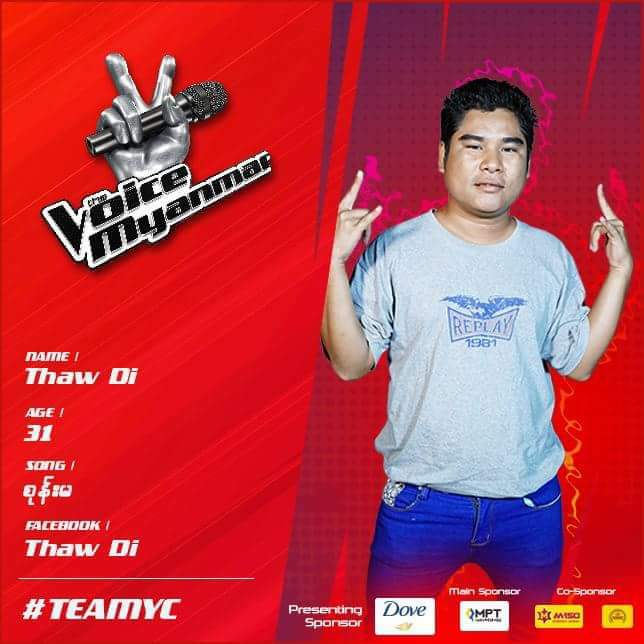 The
Voice
Myanmar
NAME /
Thaw Di
AGE /
31
SONG /
စုန်းမ
FACEBOOK /
Thaw Di
#TEAMYC
REPLAY
1981
Presenting
Sponsor
Dove
Main Sponsor
MPT
Co-Sponsor
M150